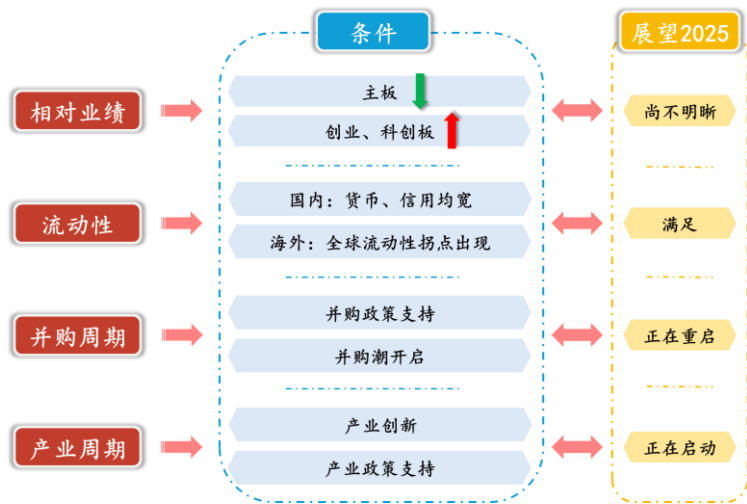 条件
展望2025
相对业绩
主板
创业、科创板
尚不明晰
流动性
国内：货币、信用均宽
海外：全球流动性拐点出现
满足
并购周期
并购政策支持
并购潮开启
正在重启
产业周期
产业创新
产业政策支持
正在启动